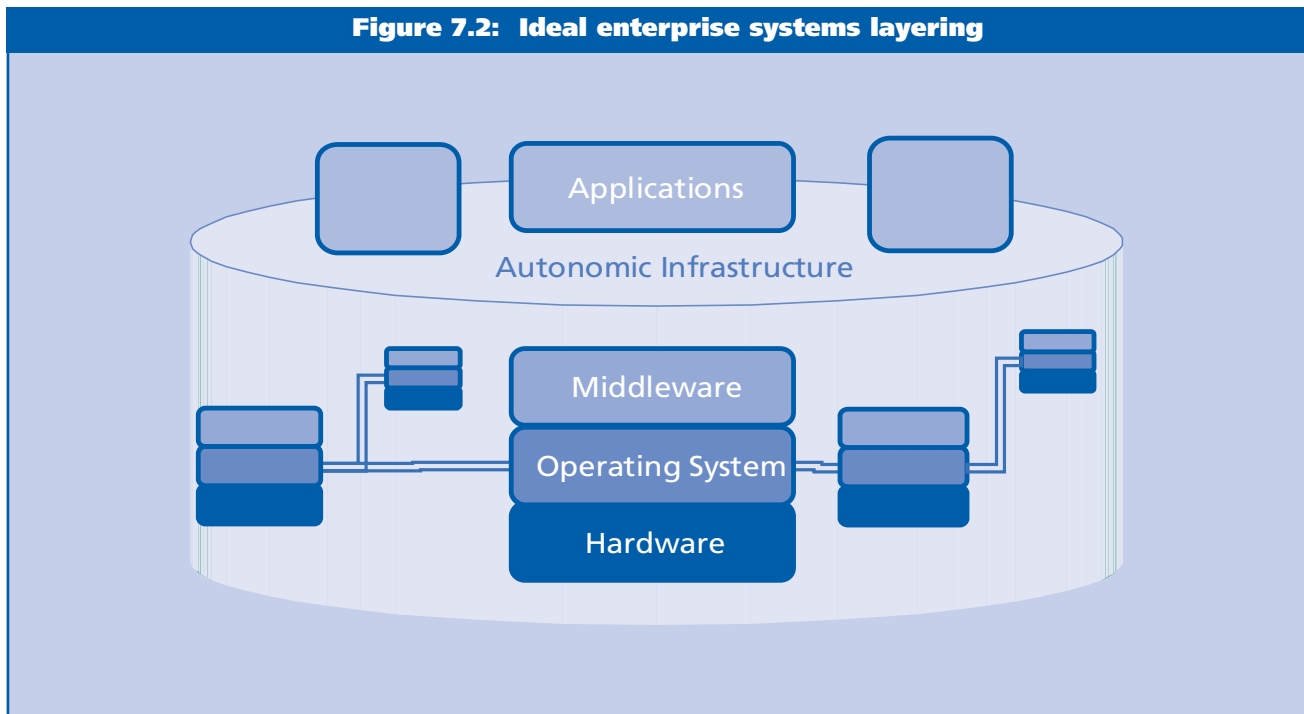 Figure 7.2: Ideal enterprise systems layering
Applications
Autonomic Infrastructure
Middleware
Operating System
Hardware